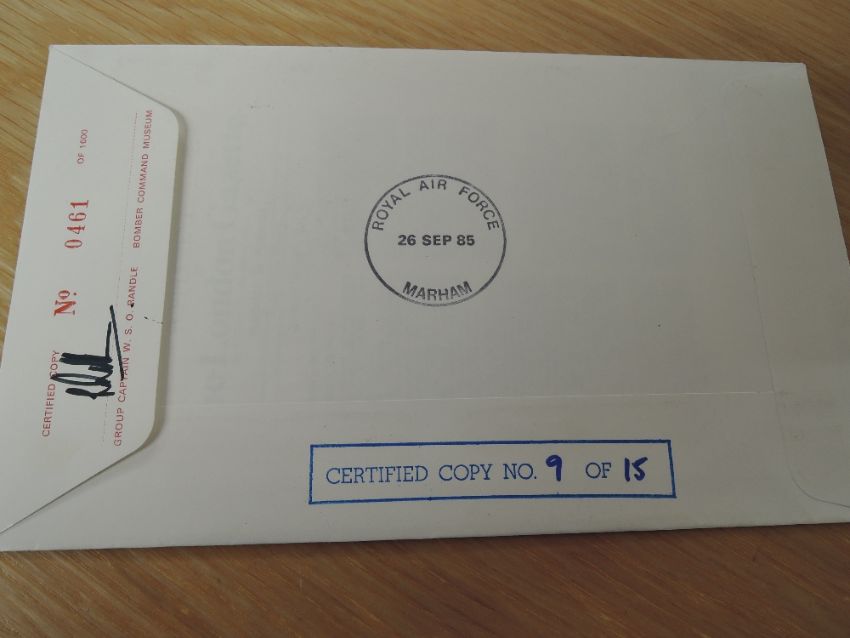 CERTIFIED COPY
Nº 0461 OF 1600
GROUP CAPTAIN W. S. O. RANDLE BOMBER COMMAND MUSEUM
ROYAL AIR FORCE
26 SEP 85
MARHAM
CERTIFIED COPY NO. 9 OF 15